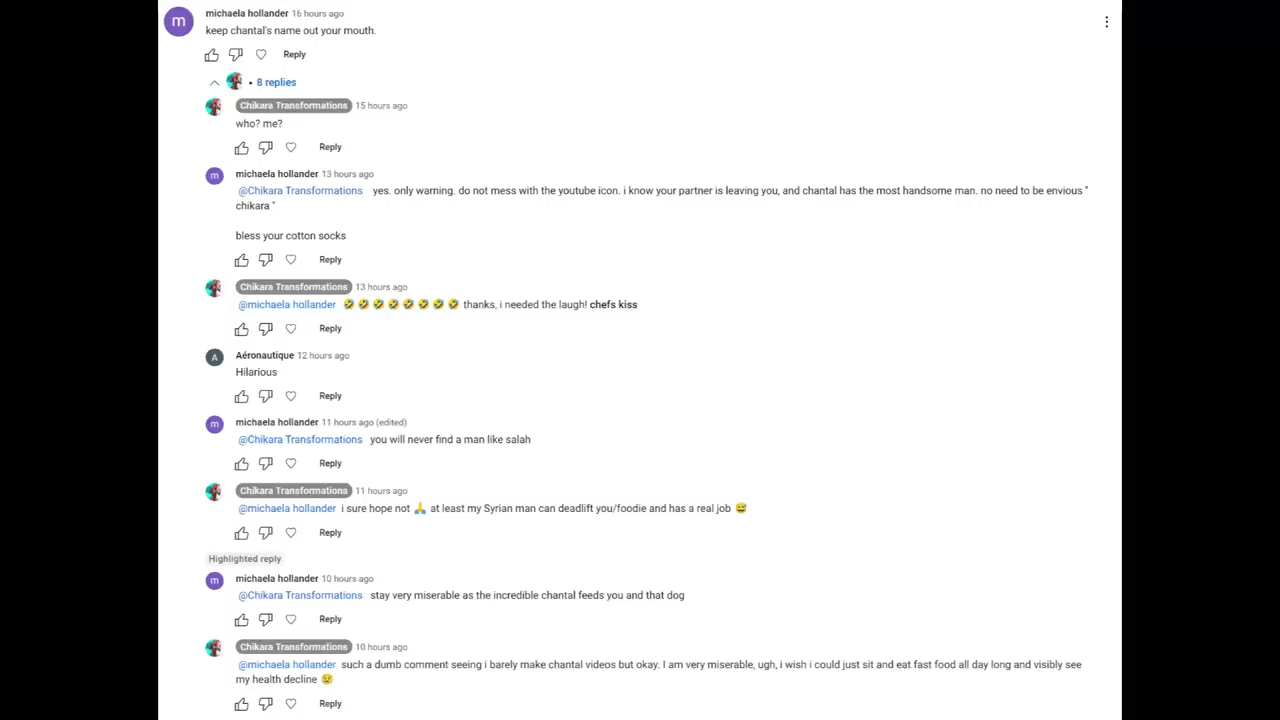 michaela hollander 16 hours ago
keep chantal's name out your mouth.
Reply
• 8 replies
Chikara Transformations 15 hours ago
who? me?
Reply
michaela hollander 13 hours ago
@Chikara Transformations yes. only warning. do not mess with the youtube icon. i know your partner is leaving you, and chantal has the most handsome man. no need to be envious "
chikara "
bless your cotton socks
Reply
Chikara Transformations 13 hours ago
@michaela hollander 🤣 🤣 🤣 🤣 🤣 🤣 🤣 🤣 thanks, i needed the laugh! chefs kiss
Reply
A Aéronautique 12 hours ago
Hilarious
Reply
michaela hollander 11 hours ago (edited)
@Chikara Transformations you will never find a man like salah
Reply
Chikara Transformations 11 hours ago
@michaela hollander i sure hope not 🙏 at least my Syrian man can deadlift you/foodie and has a real job 😅
Reply
Highlighted reply
michaela hollander 10 hours ago
@Chikara Transformations stay very miserable as the incredible chantal feeds you and that dog
Reply
Chikara Transformations 10 hours ago
@michaela hollander such a dumb comment seeing i barely make chantal videos but okay. I am very miserable, ugh, i wish i could just sit and eat fast food all day long and visibly see
my health decline 😢
Reply